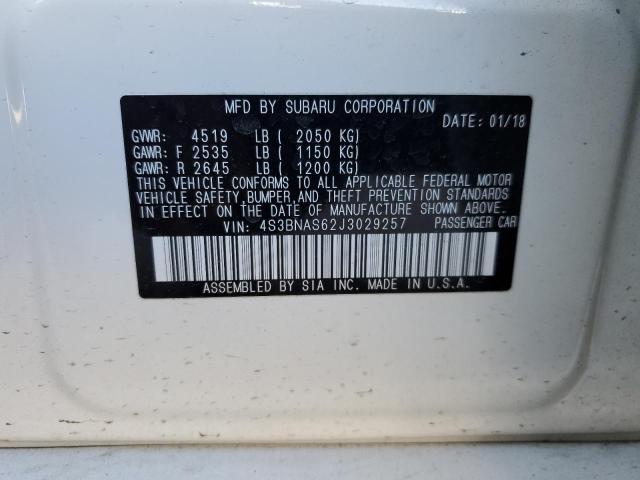 MFD BY SUBARU CORPORATION
DATE: 01/18
GVWR: 4519 LB ( 2050 KG)
GAWR: F 2535 LB ( 1150 KG)
GAWR: R 2645 LB ( 1200 KG)
THIS VEHICLE CONFORMS TO ALL APPLICABLE FEDERAL MOTOR
VEHICLE SAFETY, BUMPER, AND THEFT PREVENTION STANDARDS
IN EFFECT ON THE DATE OF MANUFACTURE SHOWN ABOVE.
VIN: 4S3BNAS62J3029257 PASSENGER CAR
ASSEMBLED BY SIA INC. MADE IN U.S.A.